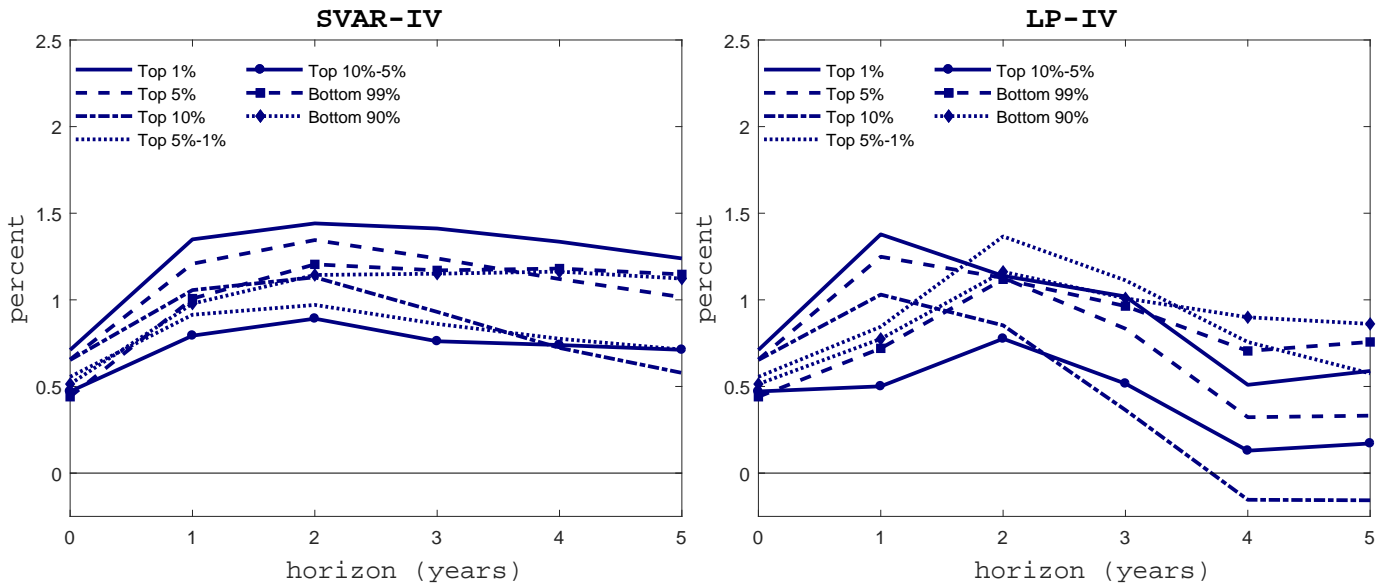 SVAR-IV
2.5
2
1.5
1
0.5
0
percent
Top 1%
Top 5%
Top 10%
Top 5%-1%
Top 10%-5%
Bottom 99%
Bottom 90%
0 1 2 3 4 5
horizon (years)
LP-IV
2.5
2
1.5
1
0.5
0
percent
Top 1%
Top 5%
Top 10%
Top 5%-1%
Top 10%-5%
Bottom 99%
Bottom 90%
0 1 2 3 4 5
horizon (years)